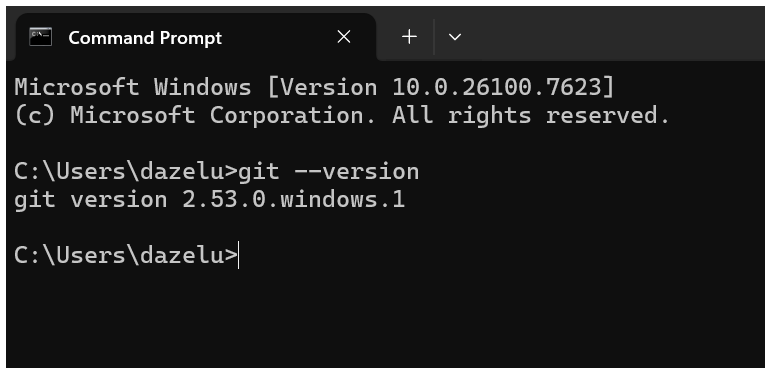 Command Prompt
Microsoft Windows [Version 10.0.26100.7623]
(c) Microsoft Corporation. All rights reserved.
C:\Users\dazelu>git --version
git version 2.53.0.windows.1
C:\Users\dazelu>